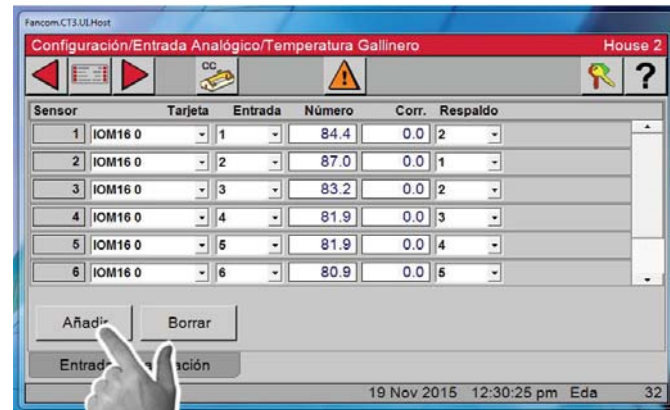 Fancom.CT3.UI.Host
Configuración/Entrada Analógico/Temperatura Gallinero House 2
CC
?
Sensor Tarjeta Entrada Número Corr. Respaldo
1 IOM16 0 1 84.4 0.0 2
2 IOM16 0 2 87.0 0.0 1
3 IOM16 0 3 83.2 0.0 2
4 IOM16 0 4 81.9 0.0 3
5 IOM16 0 5 81.9 0.0 4
6 IOM16 0 6 80.9 0.0 5
Añadir Borrar
19 Nov 2015 12:30:25 pm Eda 32